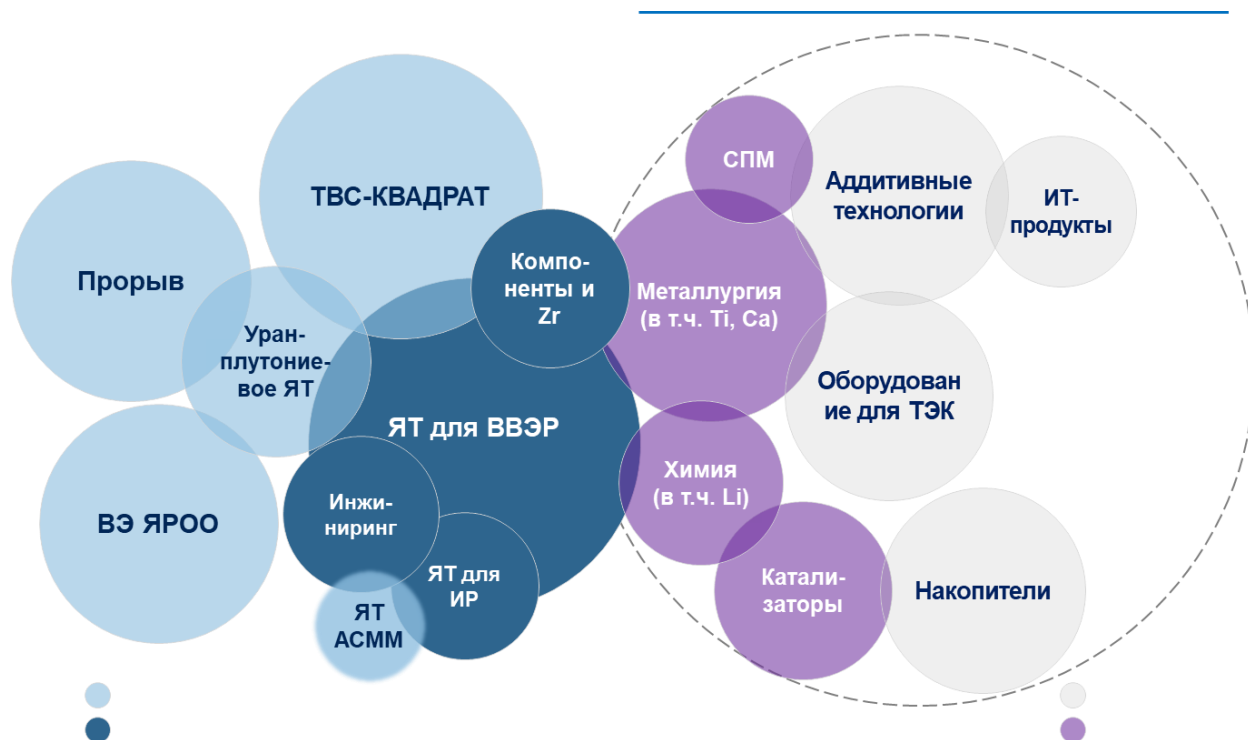 ТВС-КВАДРАТ
Прорыв
Уран-
плутоние-
вое ЯТ
ВЭ ЯРОО
Компо-
ненты и
Zr
ЯТ для ВВЭР
Инжи-
ниринг
ЯТ для
ИР
ЯТ
АСММ
СПМ
Металлургия
(в т.ч. Ti, Ca)
Химия
(в т.ч. Li)
Катали-
заторы
Аддитивные
технологии
ИТ-
продукты
Оборудован
ие для ТЭК
Накопители